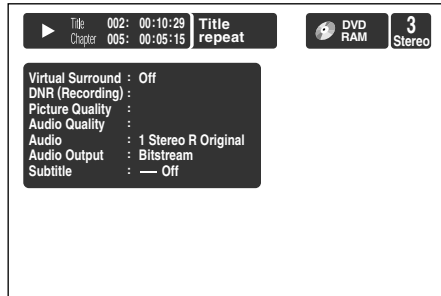 Title 002: 00:10:29 Title
Chapter 005: 00:05:15 repeat
DVD
RAM
3
Stereo
Virtual Surround : Off
DNR (Recording) :
Picture Quality :
Audio Quality :
Audio : 1 Stereo R Original
Audio Output : Bitstream
Subtitle : — Off